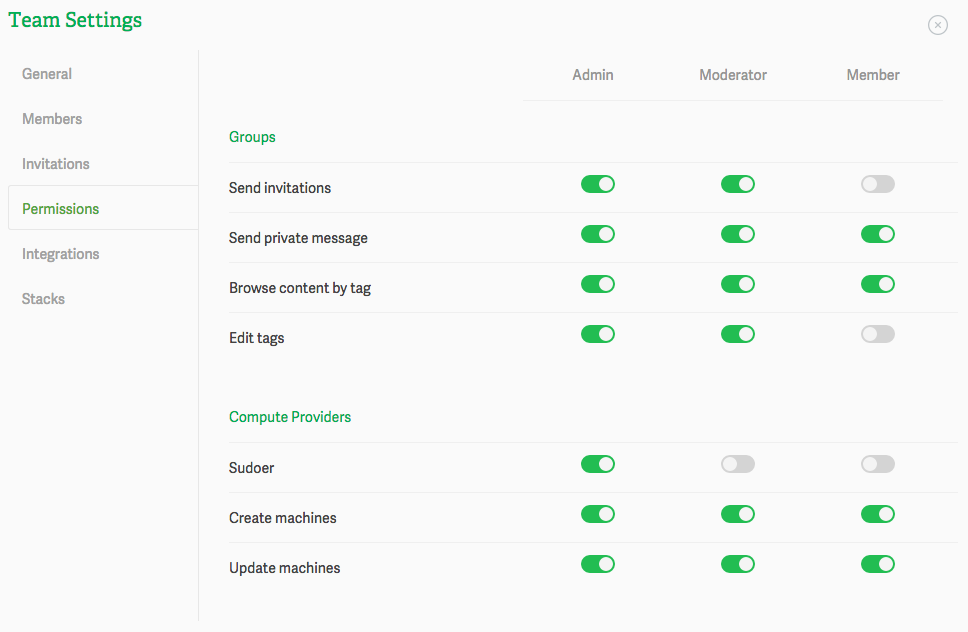 Team Settings
General
Members
Invitations
Permissions
Integrations
Stacks
Admin Moderator Member
Groups
Send invitations
Send private message
Browse content by tag
Edit tags
Compute Providers
Sudoer
Create machines
Update machines